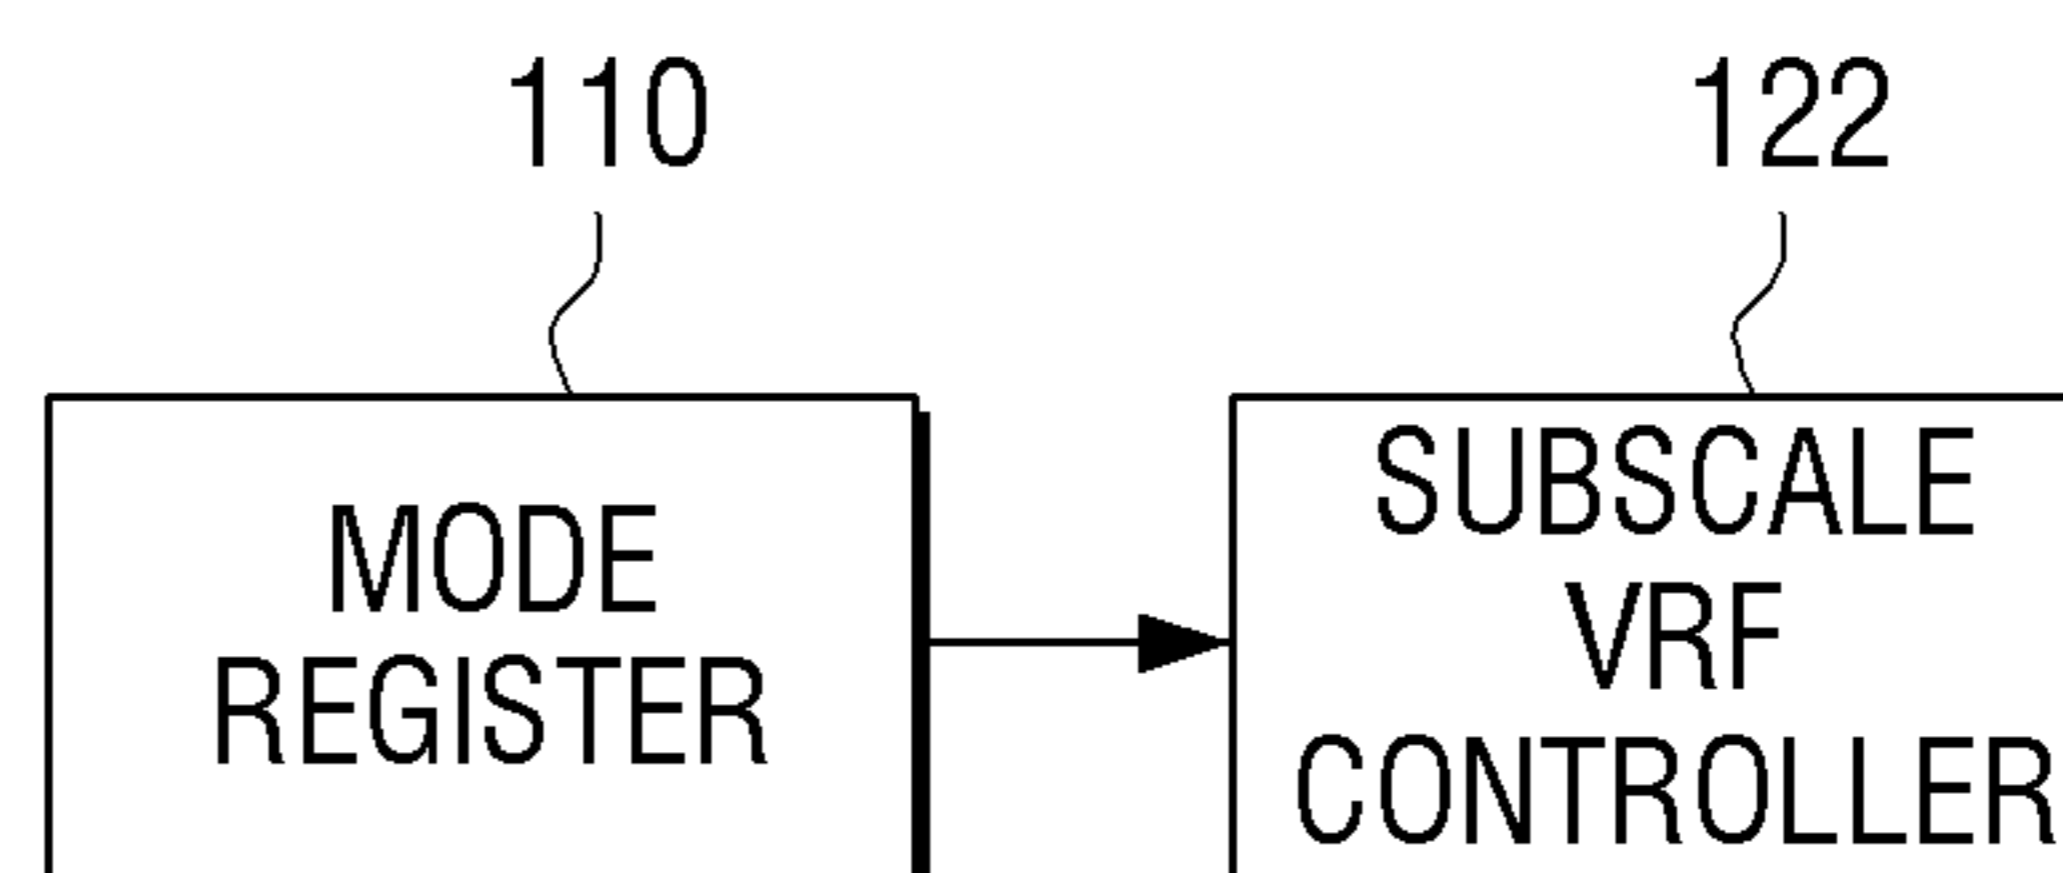 110
122
MODE
REGISTER
SUBSCALE
VRF
CONTROLLER